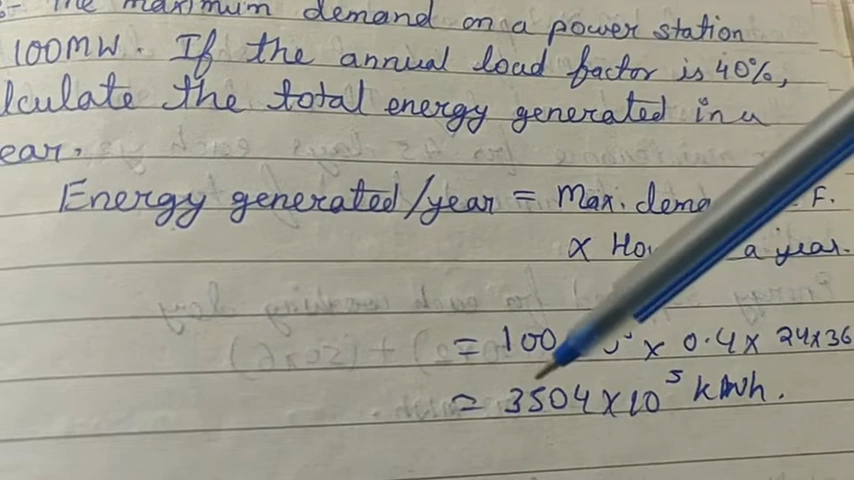 :- The maximum demand on a power station
100MW. If the annual load factor is 40%,
lculate the total energy generated in a
ear.
Energy generated/year = Max. dema F.
x Ho a year.
= 100 x 0.4 x 24x36
= 3504 x 10⁵ kWh.